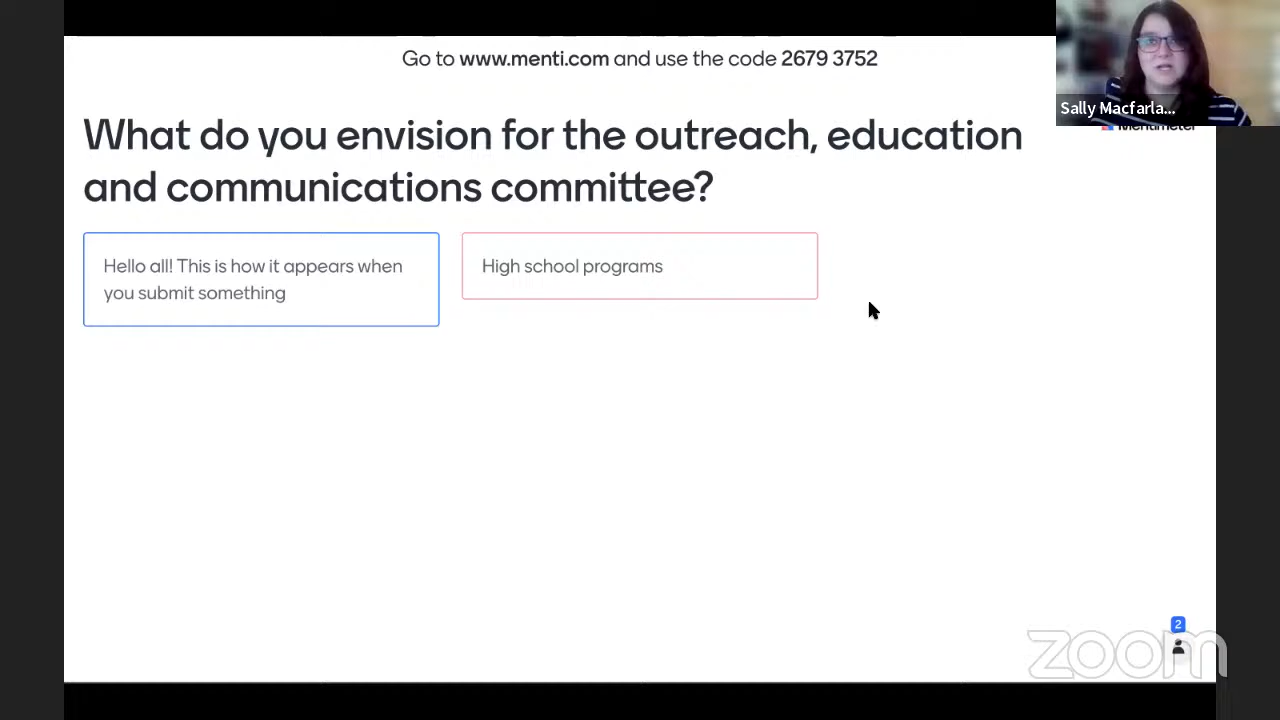 Go to www.menti.com and use the code 2679 3752
Sally Macfarla...
Mentimeter
What do you envision for the outreach, education
and communications committee?
Hello all! This is how it appears when
you submit something
High school programs
2
zoom